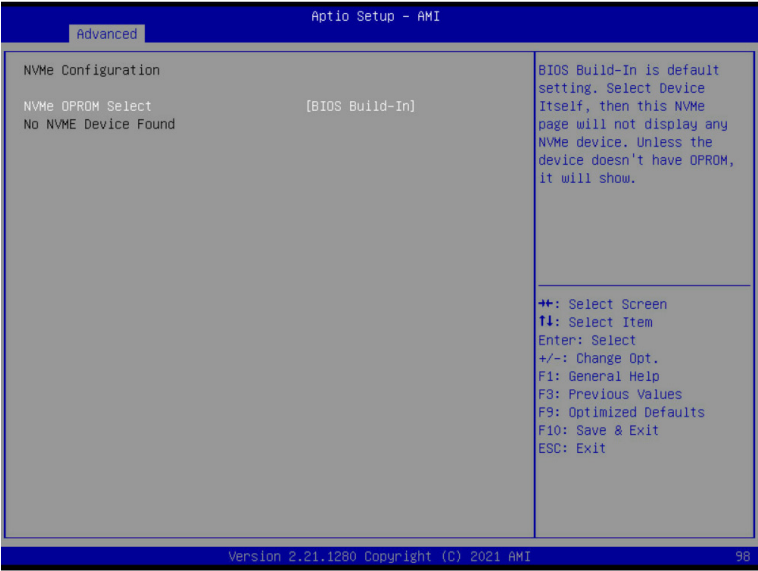 Aptio Setup – AMI
Advanced
NVMe Configuration
NVMe OPROM Select [BIOS Build-In]
No NVME Device Found
BIOS Build-In is default
setting. Select Device
Itself, then this NVMe
page will not display any
NVMe device. Unless the
device doesn't have OPROM,
it will show.
→←: Select Screen
↑↓: Select Item
Enter: Select
+/-: Change Opt.
F1: General Help
F3: Previous Values
F9: Optimized Defaults
F10: Save & Exit
ESC: Exit
Version 2.21.1280 Copyright (C) 2021 AMI
98